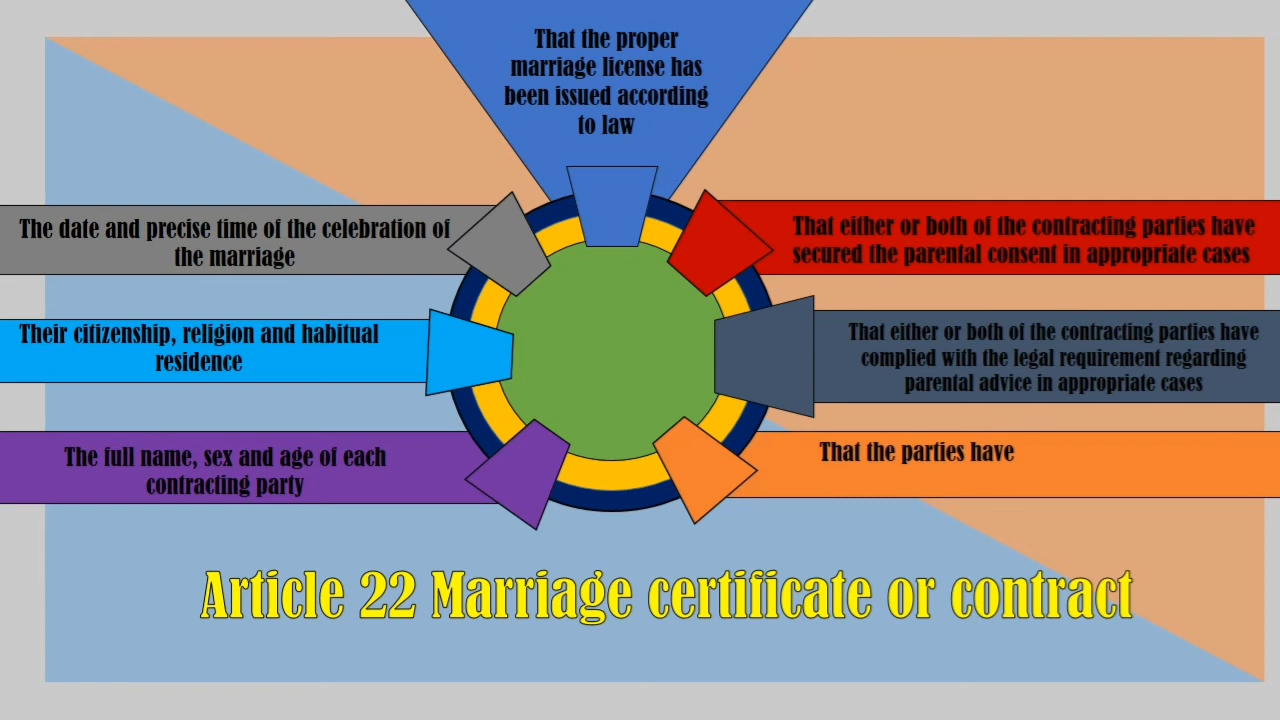 That the proper
marriage license has
been issued according
to law
The date and precise time of the celebration of
the marriage
That either or both of the contracting parties have
secured the parental consent in appropriate cases
Their citizenship, religion and habitual
residence
That either or both of the contracting parties have
complied with the legal requirement regarding
parental advice in appropriate cases
The full name, sex and age of each
contracting party
That the parties have
Article 22 Marriage certificate or contract